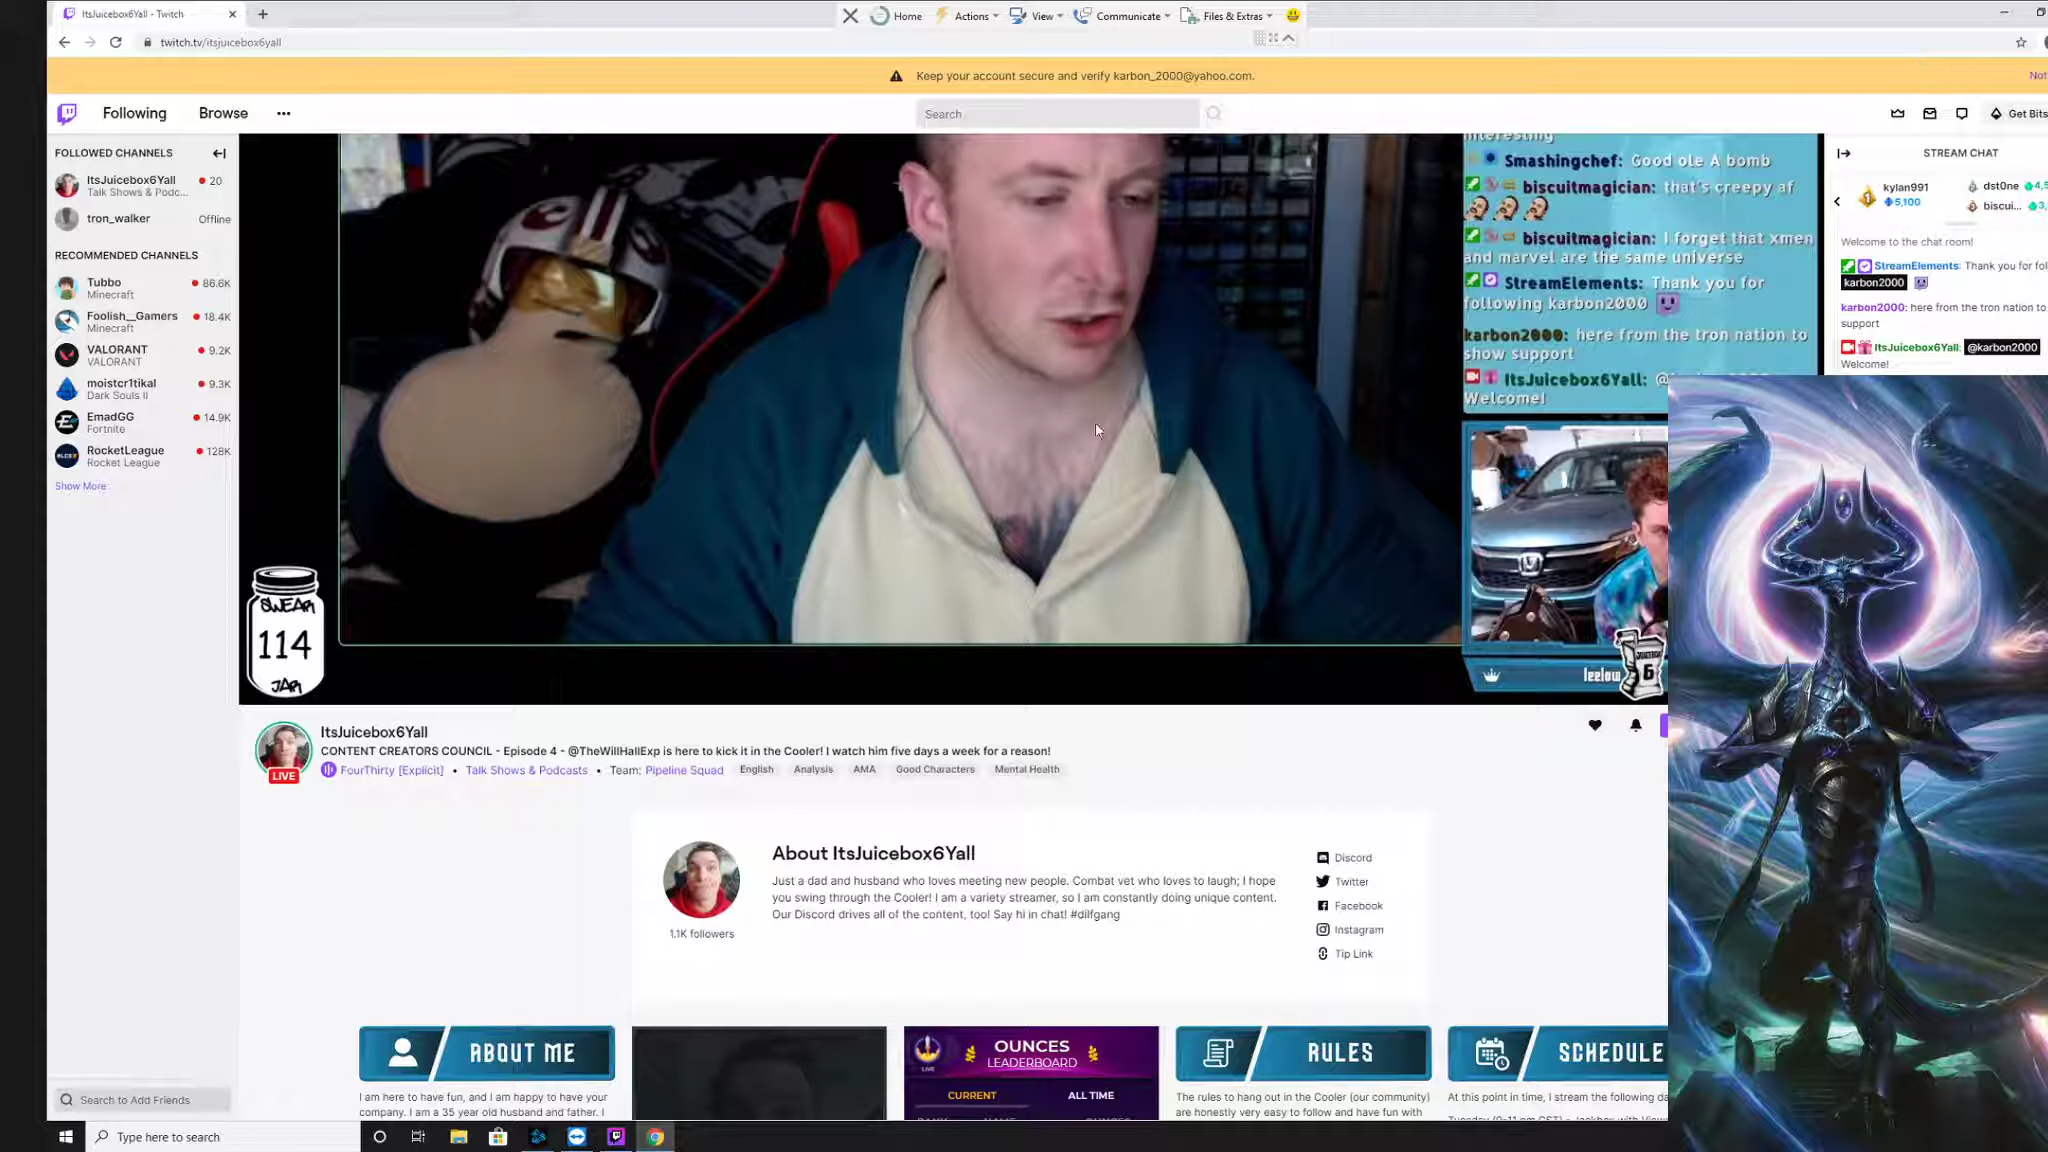 ItsJuicebox6Yall - Twitch
Home
Actions
View
Communicate
Files & Extras
twitch.tv/itsjuicebox6yall
Keep your account secure and verify karbon_2000@yahoo.com.
Not
Following
Browse
Search
Get Bits
FOLLOWED CHANNELS
ItsJuicebox6Yall
20
Talk Shows & Podc...
tron_walker
Offline
RECOMMENDED CHANNELS
Tubbo
86.6K
Minecraft
Foolish__Gamers
18.4K
Minecraft
VALORANT
9.2K
VALORANT
moistcr1tikal
9.3K
Dark Souls II
EmadGG
14.9K
Fortnite
RocketLeague
128K
Rocket League
Show More
interesting
Smashingchef: Good ole A bomb
biscuitmagician: that's creepy af
biscuitmagician: I forget that xmen
and marvel are the same universe
StreamElements: Thank you for
following karbon2000
karbon2000: here from the tron nation to
show support
ItsJuicebox6Yall:
Welcome!
STREAM CHAT
kylan991
5,100
dst0ne
4,5
biscui...
3,
Welcome to the chat room!
StreamElements: Thank you for fol
karbon2000
karbon2000: here from the tron nation to
support
ItsJuicebox6Yall: @karbon2000
Welcome!
SWEAR
114
JAR
leelow
6
ItsJuicebox6Yall
CONTENT CREATORS COUNCIL - Episode 4 - @TheWillHallExp is here to kick it in the Cooler! I watch him five days a week for a reason!
LIVE
FourThirty [Explicit] • Talk Shows & Podcasts • Team: Pipeline Squad
English
Analysis
AMA
Good Characters
Mental Health
About ItsJuicebox6Yall
Just a dad and husband who loves meeting new people. Combat vet who loves to laugh; I hope
you swing through the Cooler! I am a variety streamer, so I am constantly doing unique content.
Our Discord drives all of the content, too! Say hi in chat! #dilfgang
1.1K followers
Discord
Twitter
Facebook
Instagram
Tip Link
ABOUT ME
I am here to have fun, and I am happy to have your
company. I am a 35 year old husband and father. I
LIVE
OUNCES
LEADERBOARD
CURRENT
ALL TIME
RULES
The rules to hang out in the Cooler (our community)
are honestly very easy to follow and have fun with
SCHEDULE
At this point in time, I stream the following da
Search to Add Friends
Type here to search